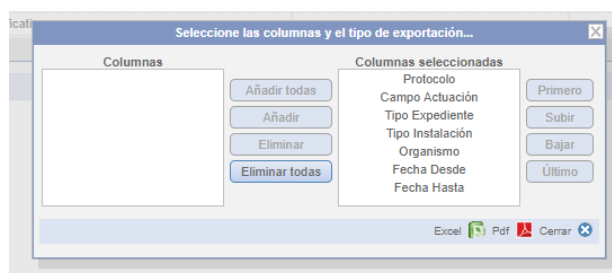 icati
Seleccione las columnas y el tipo de exportación...
Columnas
Columnas seleccionadas
Añadir todas
Añadir
Eliminar
Eliminar todas
Protocolo
Campo Actuación
Tipo Expediente
Tipo Instalación
Organismo
Fecha Desde
Fecha Hasta
Primero
Subir
Bajar
Último
Excel Pdf Cerrar